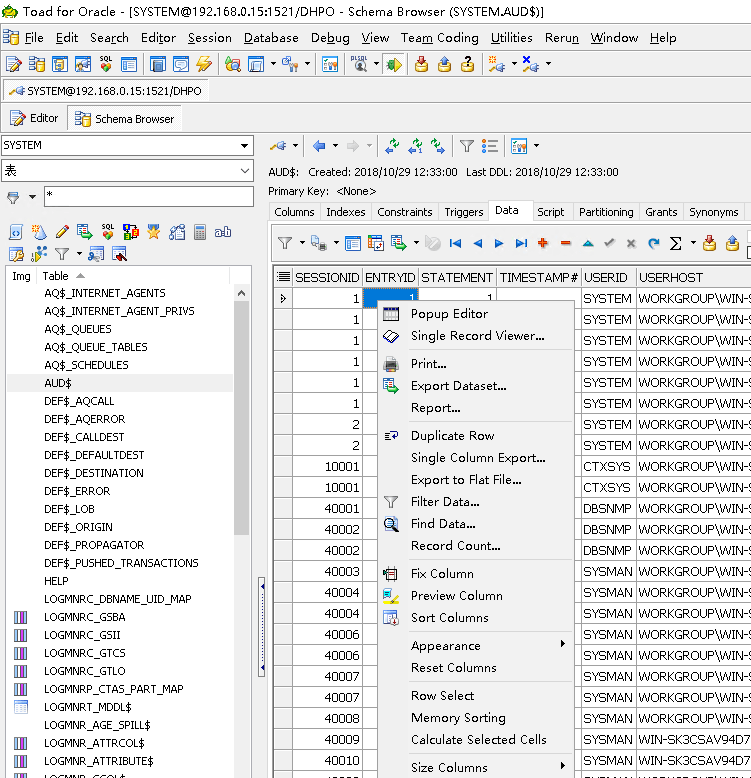 Toad for Oracle - [SYSTEM@192.168.0.15:1521/DHPO - Schema Browser (SYSTEM.AUD$)]
File Edit Search Editor Session Database Debug View Team Coding Utilities Rerun Window Help
SQL
PLSQL
SYSTEM@192.168.0.15:1521/DHPO
Editor Schema Browser
SYSTEM
表
AUD$: Created: 2018/10/29 12:33:00 Last DDL: 2018/10/29 12:33:00
*
Primary Key: <None>
Columns Indexes Constraints Triggers Data Script Partitioning Grants Synonyms
SQL
Img Table
AQ$_INTERNET_AGENTS
AQ$_INTERNET_AGENT_PRIVS
AQ$_QUEUES
AQ$_QUEUE_TABLES
AQ$_SCHEDULES
AUD$
DEF$_AQCALL
DEF$_AQERROR
DEF$_CALLDEST
DEF$_DEFAULTDEST
DEF$_DESTINATION
DEF$_ERROR
DEF$_LOB
DEF$_ORIGIN
DEF$_PROPAGATOR
DEF$_PUSHED_TRANSACTIONS
HELP
LOGMNRC_DBNAME_UID_MAP
LOGMNRC_GSBA
LOGMNRC_GSII
LOGMNRC_GTCS
LOGMNRC_GTLO
LOGMNRP_CTAS_PART_MAP
LOGMNRT_MDDL$
LOGMNR_AGE_SPILL$
LOGMNR_ATTRCOL$
LOGMNR_ATTRIBUTE$
SESSIONID ENTRYID STATEMENT TIMESTAMP# USERID USERHOST
1 1 1 SYSTEM WORKGROUP\WIN-S
1 SYSTEM WORKGROUP\WIN-S
1 SYSTEM WORKGROUP\WIN-S
1 SYSTEM WORKGROUP\WIN-S
1 SYSTEM WORKGROUP\WIN-S
1 SYSTEM WORKGROUP\WIN-S
2 SYSTEM WORKGROUP\WIN-S
2 SYSTEM WORKGROUP\WIN-S
10001 CTXSYS WORKGROUP\WIN-S
10001 CTXSYS WORKGROUP\WIN-S
40001 DBSNMP WORKGROUP\WIN-S
40002 DBSNMP WORKGROUP\WIN-S
40002 DBSNMP WORKGROUP\WIN-S
40003 SYSMAN WORKGROUP\WIN-S
40004 SYSMAN WORKGROUP\WIN-S
40004 SYSMAN WORKGROUP\WIN-S
40006 SYSMAN WORKGROUP\WIN-S
40006 SYSMAN WORKGROUP\WIN-S
40007 SYSMAN WORKGROUP\WIN-S
40007 SYSMAN WORKGROUP\WIN-S
40008 SYSMAN WORKGROUP\WIN-S
40009 SYSMAN WIN-SK3CSAV94D7
40010 SYSMAN WORKGROUP\WIN-S
Popup Editor
Single Record Viewer...
Print...
Export Dataset...
Report...
Duplicate Row
Single Column Export...
Export to Flat File...
Filter Data...
Find Data...
Record Count...
Fix Column
Preview Column
Sort Columns
Appearance
Reset Columns
Row Select
Memory Sorting
Calculate Selected Cells
Size Columns